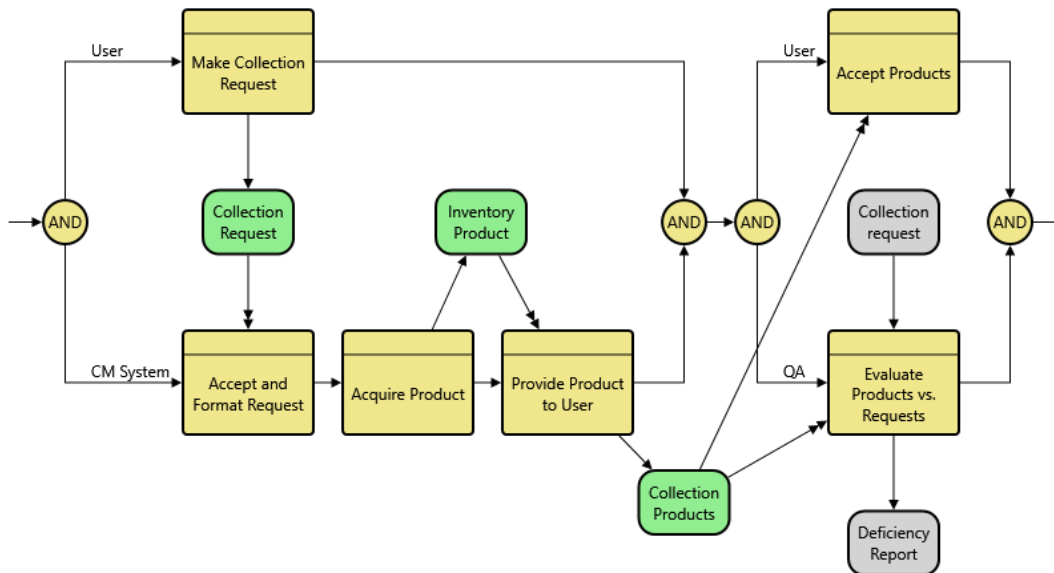 User
Make Collection
Request
User
Accept Products
AND
Collection
Request
Inventory
Product
AND
AND
Collection
request
AND
CM System
Accept and
Format Request
Acquire Product
Provide Product
to User
QA
Evaluate
Products vs.
Requests
Collection
Products
Deficiency
Report